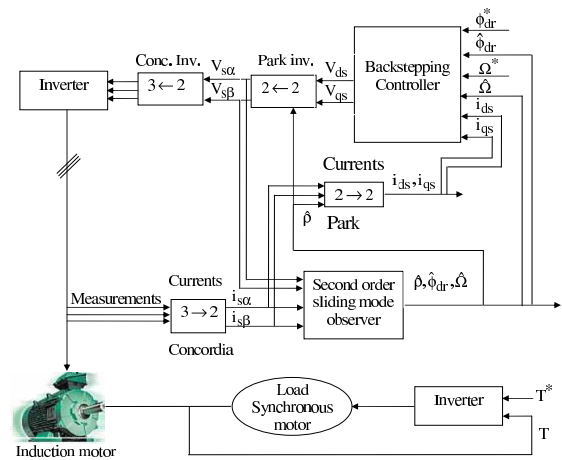 ϕ*dr
ϕ̂dr
Ω*
Ω̂
ids
iqs
Backstepping
Controller
Vds
Vqs
Park inv.
2←2
Vsα
Vsβ
Conc. Inv.
3←2
Inverter
Currents
2→2
ids,iqs
ρ̂
Park
Currents
Measurements
3→2
isα
isβ
Concordia
Second order
sliding mode
observer
ρ̂,ϕ̂dr,Ω̂
Load
Synchronous
motor
Inverter
T*
T
Induction motor